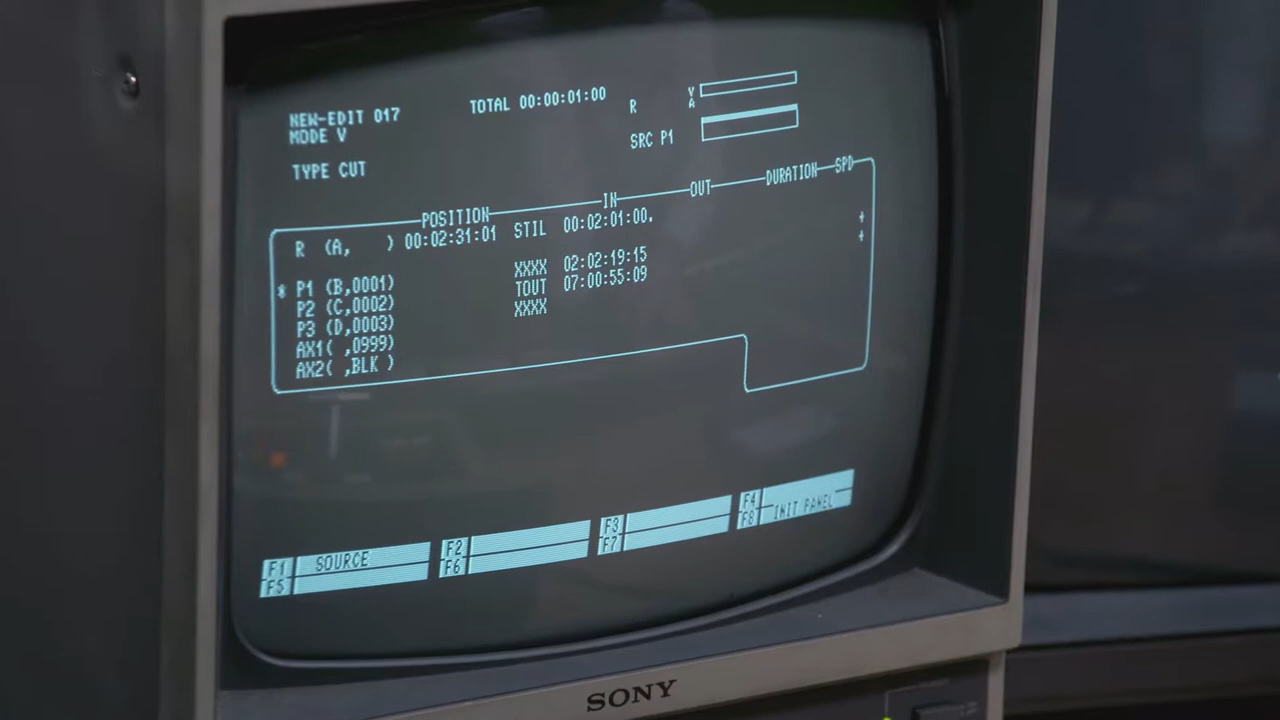 NEW-EDIT 017 TOTAL 00:00:01:00 R V
MODE V A
SRC P1
TYPE CUT
POSITION IN OUT DURATION SPD
R (A, ) 00:02:31:01 STIL 00:02:01:00. +
+
* P1 (B,0001) XXXX 02:02:19:15
P2 (C,0002) TOUT 07:00:55:09
P3 (D,0003) XXXX
AX1( ,0999)
AX2( ,BLK )
F1 SOURCE F2 F3 F4
F5 F6 F7 F8 INIT PANEL
SONY